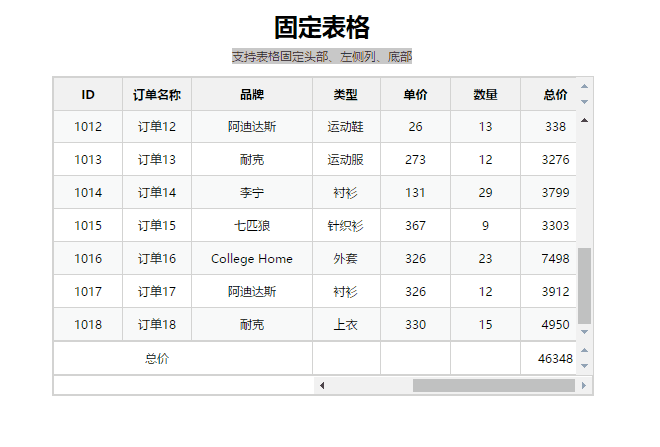 固定表格
支持表格固定头部、左侧列、底部
ID 订单名称 品牌 类型 单价 数量 总价
1012 订单12 阿迪达斯 运动鞋 26 13 338
1013 订单13 耐克 运动服 273 12 3276
1014 订单14 李宁 衬衫 131 29 3799
1015 订单15 七匹狼 针织衫 367 9 3303
1016 订单16 College Home 外套 326 23 7498
1017 订单17 阿迪达斯 衬衫 326 12 3912
1018 订单18 耐克 上衣 330 15 4950
总价 46348